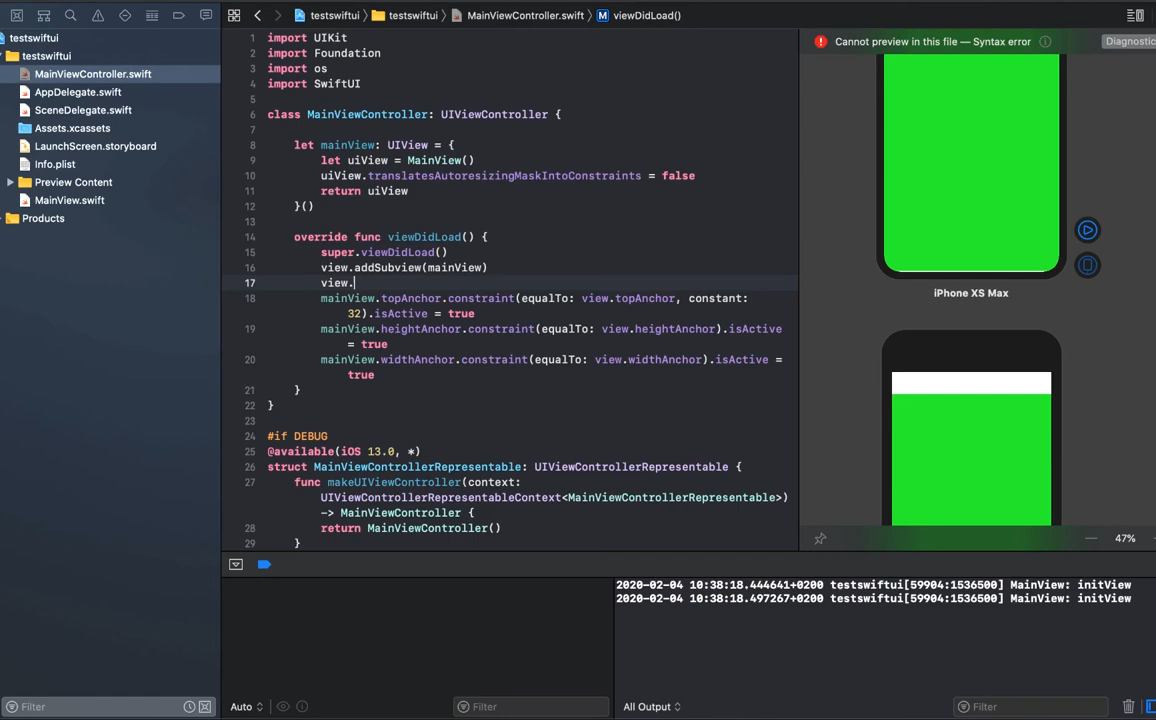 testswiftui
testswiftui
MainViewController.swift
AppDelegate.swift
SceneDelegate.swift
Assets.xcassets
LaunchScreen.storyboard
Info.plist
Preview Content
MainView.swift
Products
Filter
testswiftui
testswiftui
MainViewController.swift
M viewDidLoad()
1 import UIKit
2 import Foundation
3 import os
4 import SwiftUI
5
6 class MainViewController: UIViewController {
7
8 let mainView: UIView = {
9 let uiView = MainView()
10 uiView.translatesAutoresizingMaskIntoConstraints = false
11 return uiView
12 }()
13
14 override func viewDidLoad() {
15 super.viewDidLoad()
16 view.addSubview(mainView)
17 view.
18 mainView.topAnchor.constraint(equalTo: view.topAnchor, constant:
32).isActive = true
19 mainView.heightAnchor.constraint(equalTo: view.heightAnchor).isActive
= true
20 mainView.widthAnchor.constraint(equalTo: view.widthAnchor).isActive =
true
21 }
22 }
23
24 #if DEBUG
25 @available(iOS 13.0, *)
26 struct MainViewControllerRepresentable: UIViewControllerRepresentable {
27 func makeUIViewController(context:
UIViewControllerRepresentableContext<MainViewControllerRepresentable>)
-> MainViewController {
28 return MainViewController()
29 }
Cannot preview in this file — Syntax error
Diagnostic
iPhone XS Max
47%
2020-02-04 10:38:18.444641+0200 testswiftui[59904:1536500] MainView: initView
2020-02-04 10:38:18.497267+0200 testswiftui[59904:1536500] MainView: initView
Auto
Filter
All Output
Filter